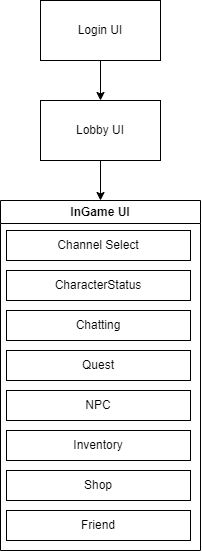 Login UI
Lobby UI
InGame UI
Channel Select
CharacterStatus
Chatting
Quest
NPC
Inventory
Shop
Friend